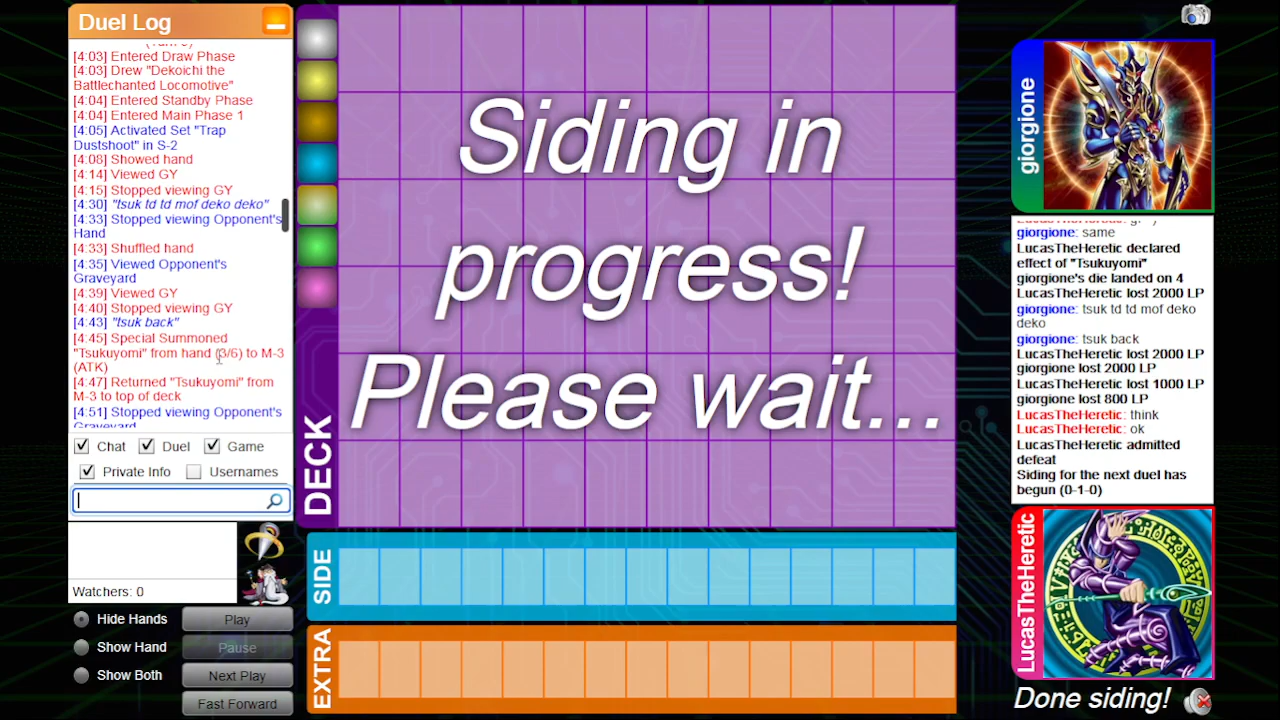 Duel Log
[4:03] Entered Draw Phase
[4:03] Drew "Dekoichi the
Battlechanted Locomotive"
[4:04] Entered Standby Phase
[4:04] Entered Main Phase 1
[4:05] Activated Set "Trap
Dustshoot" in S-2
[4:08] Showed hand
[4:14] Viewed GY
[4:15] Stopped viewing GY
[4:30] "tsuk td td mof deko deko"
[4:33] Stopped viewing Opponent's
Hand
[4:33] Shuffled hand
[4:35] Viewed Opponent's
Graveyard
[4:39] Viewed GY
[4:40] Stopped viewing GY
[4:43] "tsuk back"
[4:45] Special Summoned
"Tsukuyomi" from hand (3/6) to M-3
(ATK)
[4:47] Returned "Tsukuyomi" from
M-3 to top of deck
[4:51] Stopped viewing Opponent's
Graveyard
Chat Duel Game
Private Info Usernames
Watchers: 0
Hide Hands
Show Hand
Show Both
Play
Pause
Next Play
Fast Forward
DECK
Siding in
progress!
Please wait...
SIDE
EXTRA
giorgione
giorgione: same
LucasTheHeretic declared
effect of "Tsukuyomi"
giorgione's die landed on 4
LucasTheHeretic lost 2000 LP
giorgione: tsuk td td mof deko
deko
giorgione: tsuk back
LucasTheHeretic lost 2000 LP
giorgione lost 2000 LP
LucasTheHeretic lost 1000 LP
giorgione lost 800 LP
LucasTheHeretic: think
LucasTheHeretic: ok
LucasTheHeretic admitted
defeat
Siding for the next duel has
begun (0-1-0)
LucasTheHeretic
Done siding!